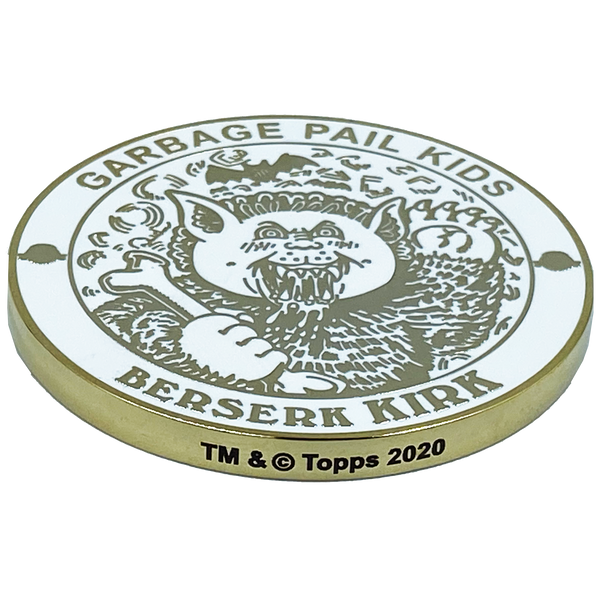 GARBAGE PAIL KIDS
BERSERK KIRK
TM & © Topps 2020